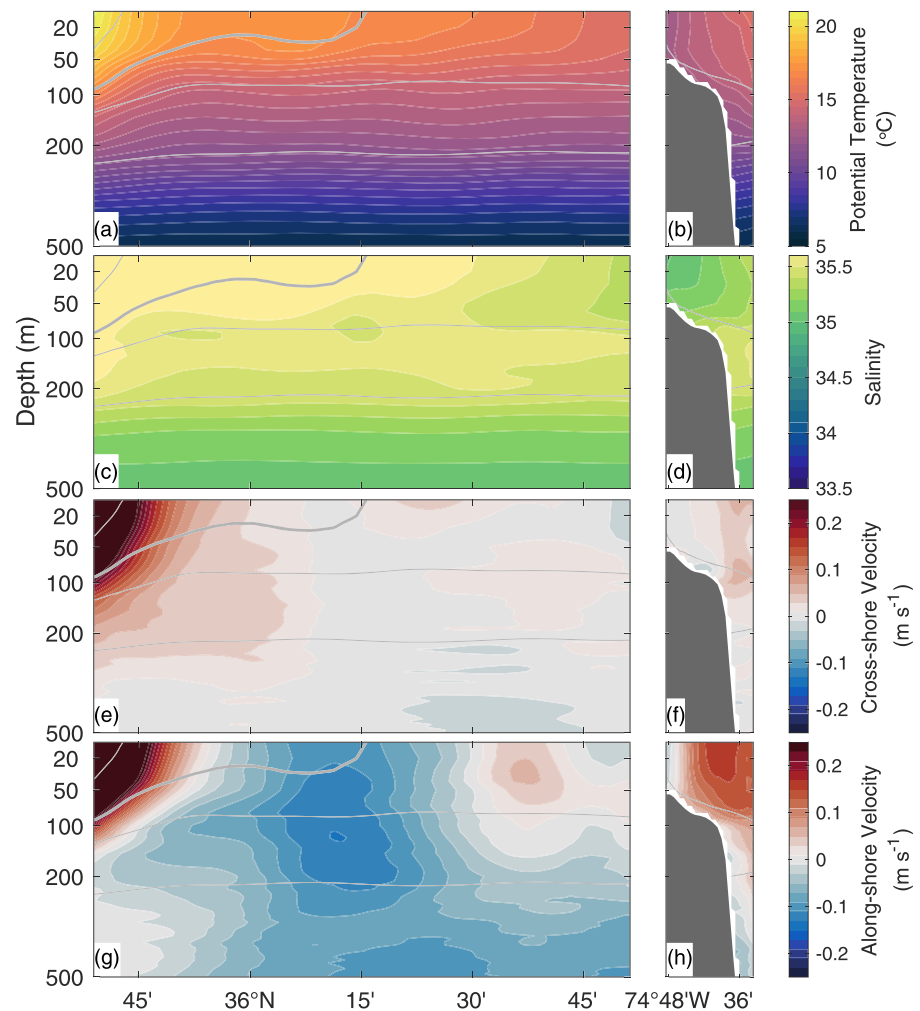 20
50
100
200
500
(a)
(b)
20
15
10
5
Potential Temperature
(°C)
20
50
100
200
500
(c)
(d)
35.5
35
34.5
34
33.5
Salinity
Depth (m)
20
50
100
200
500
(e)
(f)
0.2
0.1
0
-0.1
-0.2
Cross-shore Velocity
(m s⁻¹)
20
50
100
200
500
(g)
(h)
0.2
0.1
0
-0.1
-0.2
Along-shore Velocity
(m s⁻¹)
45' 36°N 15' 30' 45' 74°48'W 36'